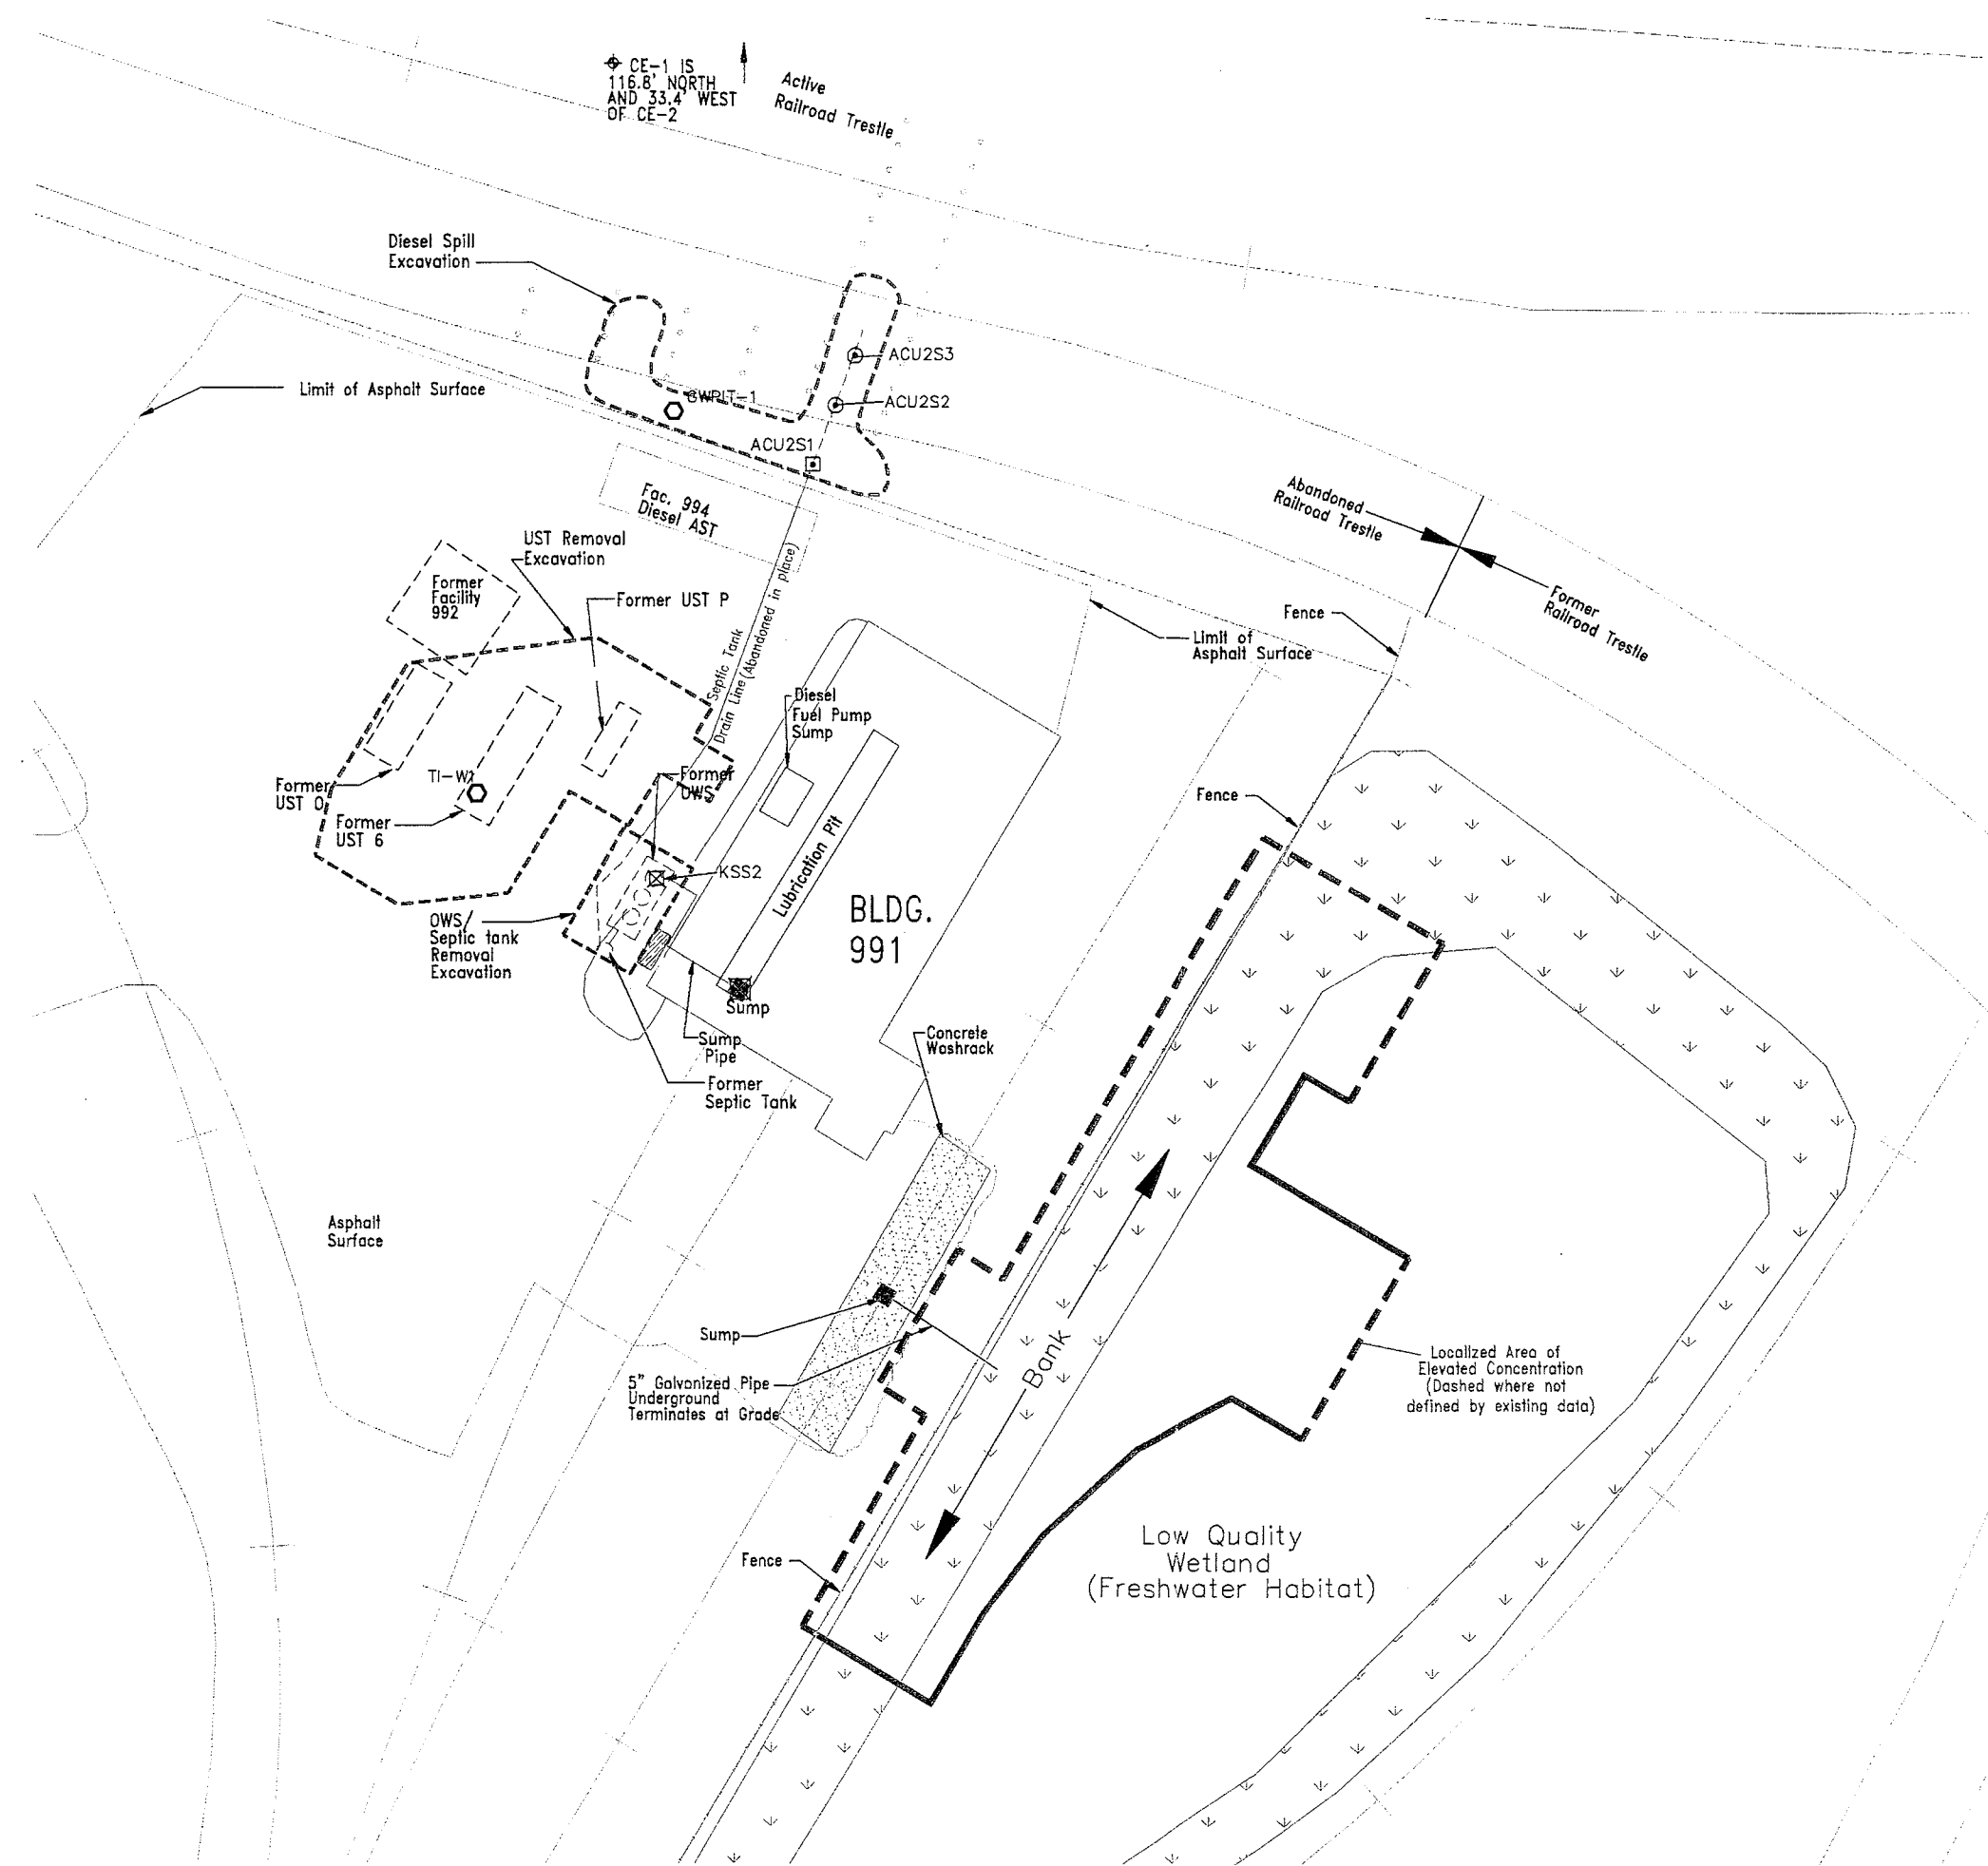 CE-1 IS
116.8' NORTH
AND 33.4' WEST
OF CE-2
Active
Railroad Trestle
Diesel Spill
Excavation
Limit of Asphalt Surface
GWPIT-1
ACU2S3
ACU2S2
ACU2S1
Fac. 994
Diesel AST
Abandoned
Railroad Trestle
Former
Railroad Trestle
UST Removal
Excavation
Former
Facility
992
Former UST P
Septic Tank
Drain Line (Abandoned in place)
Fence
Limit of
Asphalt Surface
Diesel
Fuel Pump
Sump
Former
OWS
TI-W1
Former
UST O
Former
UST 6
Fence
Lubrication Pit
KSS2
BLDG.
991
OWS/
Septic tank
Removal
Excavation
Sump
Sump
Pipe
Former
Septic Tank
Concrete
Washrack
Asphalt
Surface
Sump
5" Galvonized Pipe
Underground
Terminates at Grade
Bank
Localized Area of
Elevated Concentration
(Dashed where not
defined by existing data)
Fence
Low Quality
Wetland
(Freshwater Habitat)